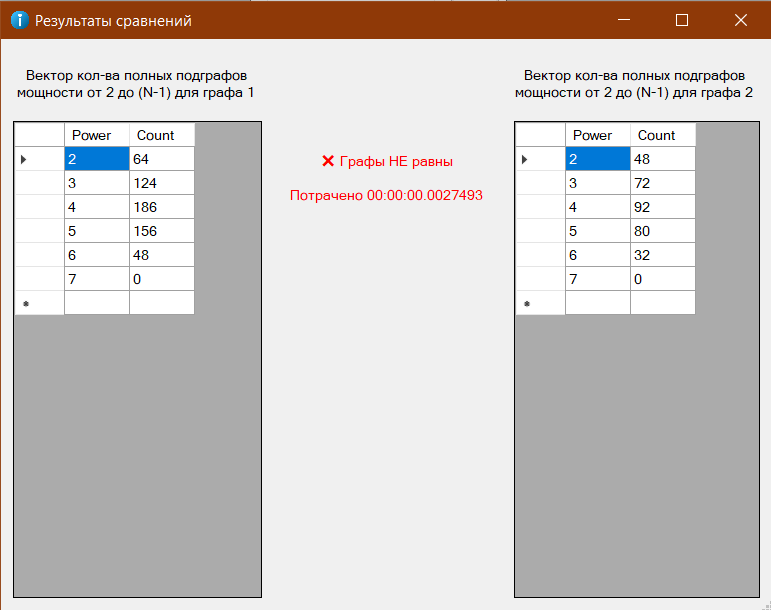 Результаты сравнений
Вектор кол-ва полных подграфов
мощности от 2 до (N-1) для графа 1
Power Count
2 64
3 124
4 186
5 156
6 48
7 0
Графы НЕ равны
Потрачено 00:00:00.0027493
Вектор кол-ва полных подграфов
мощности от 2 до (N-1) для графа 2
Power Count
2 48
3 72
4 92
5 80
6 32
7 0